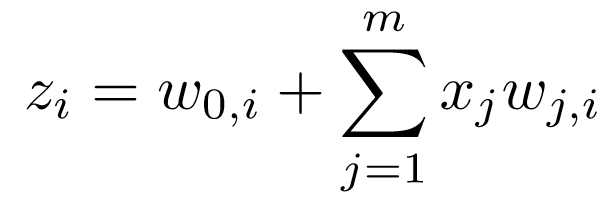 $z_i = w_{0,i} + \sum_{j=1}^{m} x_j w_{j,i}$